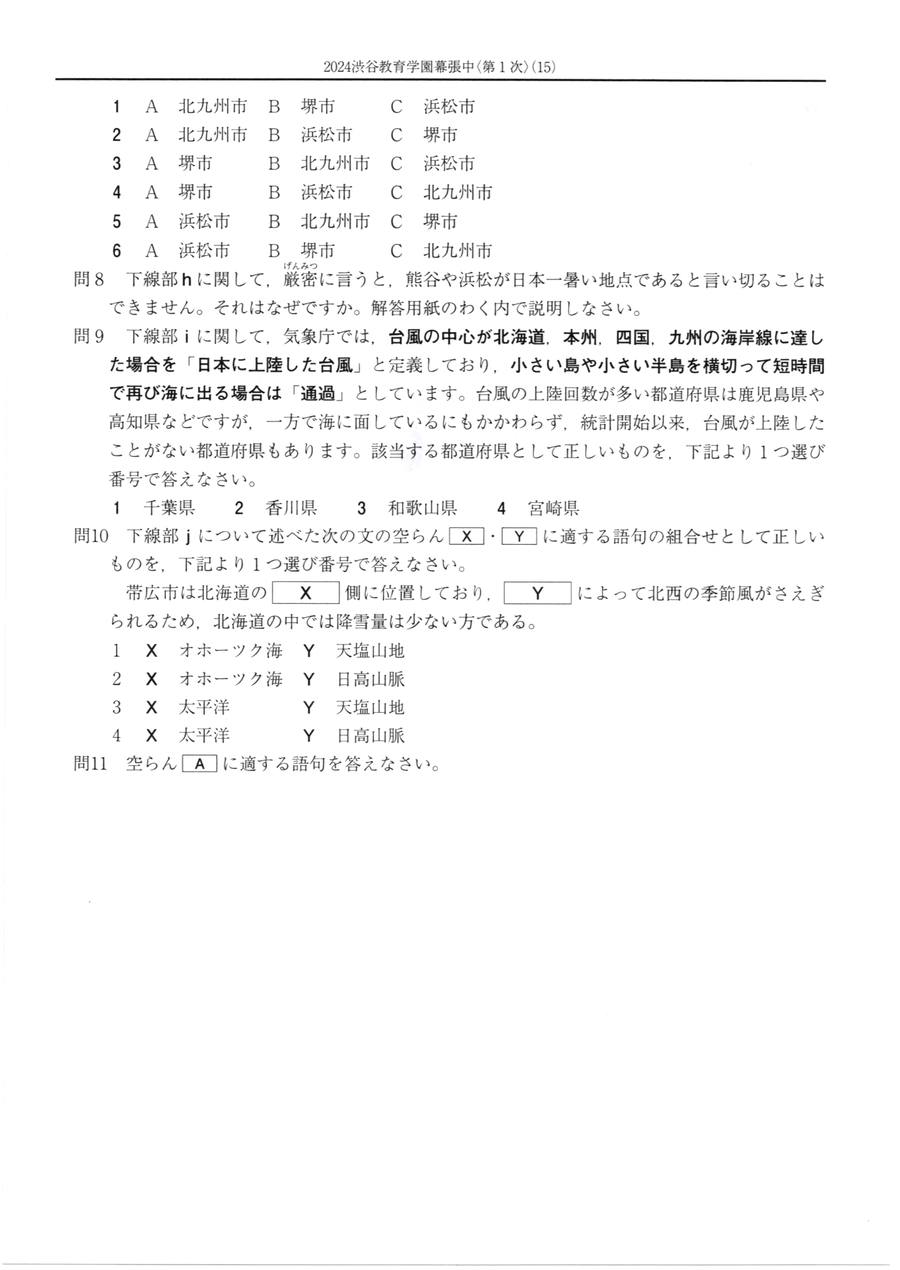 2024渋谷教育学園幕張中〈第1次〉(15)
1 A 北九州市 B 堺市 C 浜松市
2 A 北九州市 B 浜松市 C 堺市
3 A 堺市 B 北九州市 C 浜松市
4 A 堺市 B 浜松市 C 北九州市
5 A 浜松市 B 北九州市 C 堺市
6 A 浜松市 B 堺市 C 北九州市
げんみつ
問8 下線部hに関して，厳密に言うと，熊谷や浜松が日本一暑い地点であると言い切ることは
できません。それはなぜですか。解答用紙のわく内で説明しなさい。
問9 下線部iに関して，気象庁では，台風の中心が北海道，本州，四国，九州の海岸線に達し
た場合を「日本に上陸した台風」と定義しており，小さい島や小さい半島を横切って短時間
で再び海に出る場合は「通過」としています。台風の上陸回数が多い都道府県は鹿児島県や
高知県などですが，一方で海に面しているにもかかわらず，統計開始以来，台風が上陸した
ことがない都道府県もあります。該当する都道府県として正しいものを，下記より1つ選び
番号で答えなさい。
1 千葉県 2 香川県 3 和歌山県 4 宮崎県
問10 下線部jについて述べた次の文の空らん X ・ Y に適する語句の組合せとして正しい
ものを，下記より1つ選び番号で答えなさい。
帯広市は北海道の X 側に位置しており， Y によって北西の季節風がさえぎ
られるため，北海道の中では降雪量は少ない方である。
1 X オホーツク海 Y 天塩山地
2 X オホーツク海 Y 日高山脈
3 X 太平洋 Y 天塩山地
4 X 太平洋 Y 日高山脈
問11 空らん A に適する語句を答えなさい。